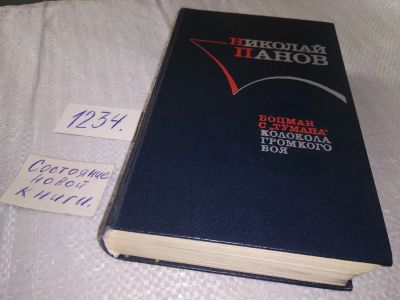 НИКОЛАЙ
ПАНОВ
БОЦМАН
С „ТУМАНА“
КОЛОКОЛА
ГРОМКОГО
БОЯ
1234.
Состояние
новой
книги.